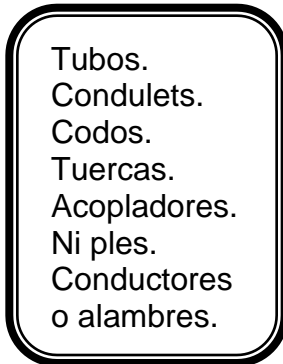 Tubos.
Condulets.
Codos.
Tuercas.
Acopladores.
Ni ples.
Conductores
o alambres.